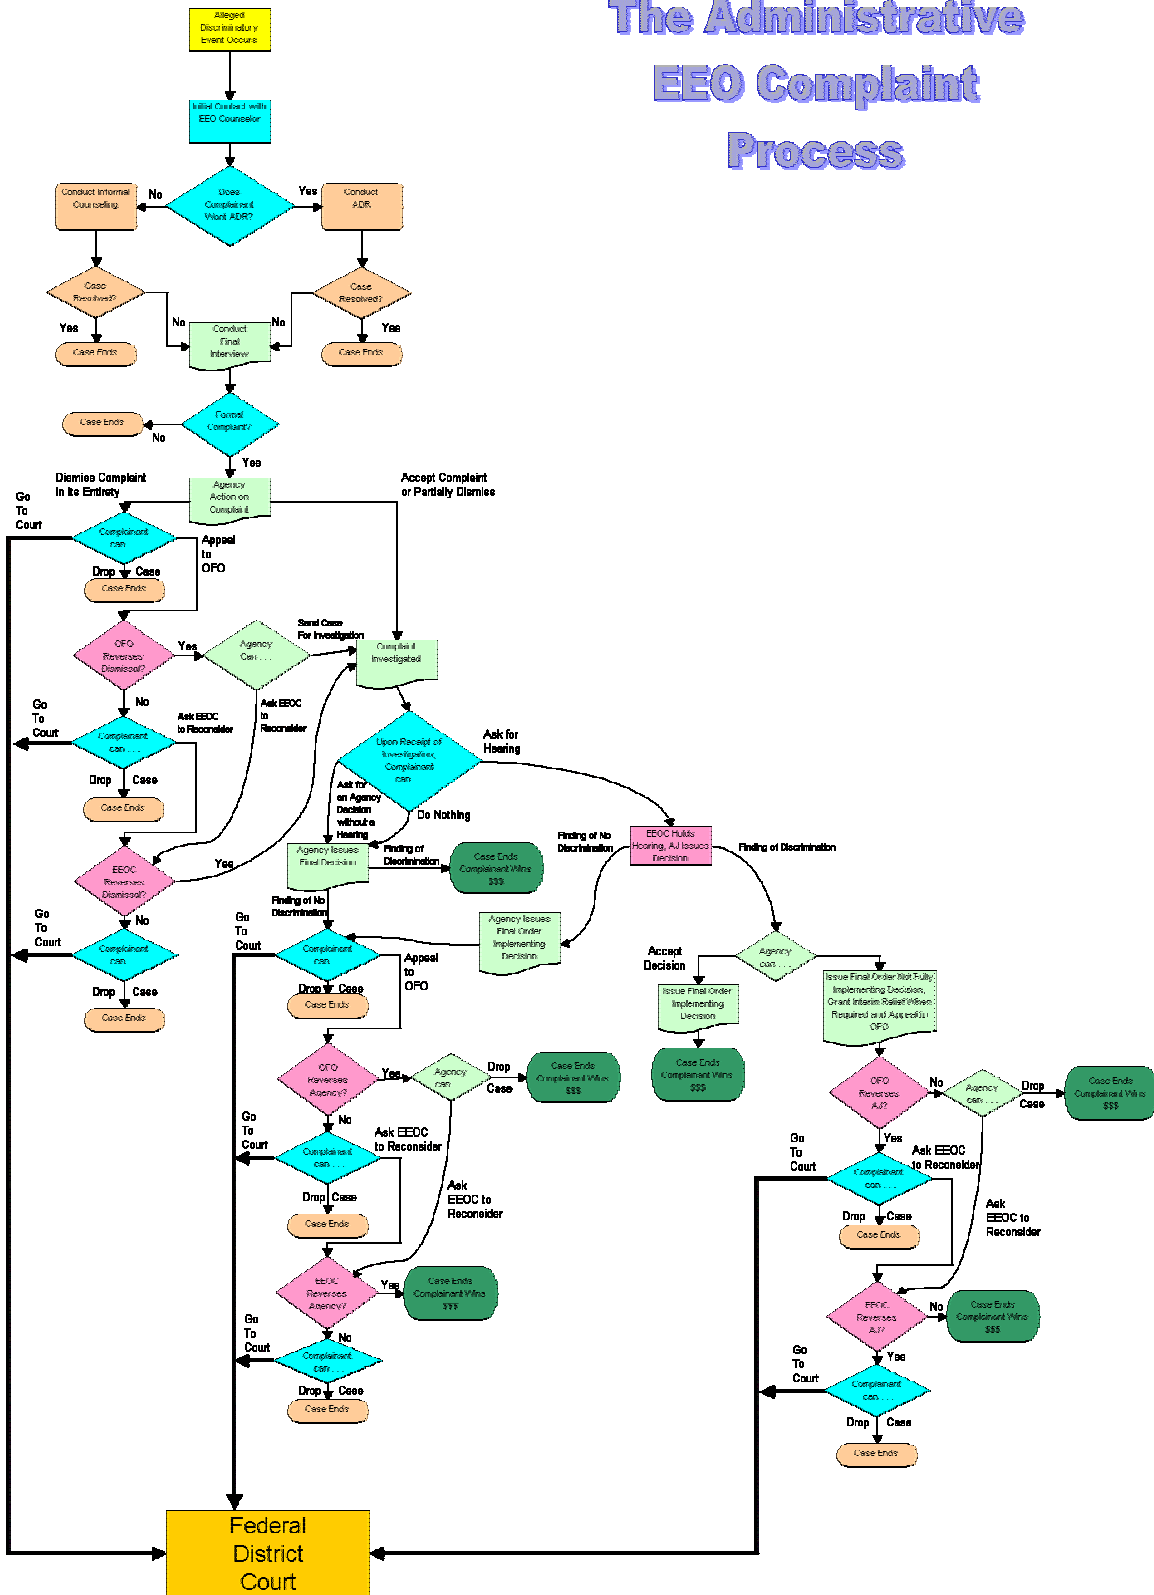 The Administrative
EEO Complaint
Process
Alleged
Discriminatory
Event Occurs
Initial Contact with
EEO Counselor
Does
Complainant
Want ADR?
No
Yes
Conduct Informal
Counseling
Conduct
ADR
Case
Resolved?
Case
Resolved?
Yes
No
No
Yes
Case Ends
Conduct
Final
Interview
Case Ends
Formal
Complaint?
Case Ends
No
Yes
Dismiss Complaint
In Its Entirety
Agency
Action on
Complaint
Accept Complaint
or Partially Dismiss
Go
To
Court
Complainant
can
Appeal
to
OFO
Drop Case
Case Ends
OFO
Reverses
Dismissal?
Yes
Agency
Can . . .
Send Case
For Investigation
Complaint
Investigated
No
Ask EEOC
to Reconsider
Ask EEOC
to
Reconsider
Go
To
Court
Complainant
can . . .
Drop Case
Case Ends
Upon Receipt of
Investigation,
Complainant
can
Ask for
Hearing
Ask for
an Agency
Decision
without a
Hearing
Do Nothing
EEOC
Reverses
Dismissal?
Yes
No
Go
To
Court
Complainant
can
Drop Case
Case Ends
Agency Issues
Final Decision
Finding of
Discrimination
Case Ends
Complainant Wins
$$$
Finding of No
Discrimination
EEOC Holds
Hearing, AJ Issues
Decision
Finding of No
Discrimination
Finding of Discrimination
Agency Issues
Final Order
Implementing
Decision
Go
To
Court
Complainant
can
Appeal
to
OFO
Drop Case
Case Ends
Accept
Decision
Agency
can . . .
Issue Final Order
Implementing
Decision
Issue Final Order Not Fully
Implementing Decision,
Grant Interim Relief When
Required and Appeal to
OFO
Case Ends
Complainant Wins
$$$
OFO
Reverses
Agency?
Yes
Agency
can
Drop
Case
Case Ends
Complainant Wins
$$$
No
Ask EEOC
to Reconsider
Go
To
Court
Complainant
can . . .
Ask
EEOC to
Reconsider
Drop Case
Case Ends
EEOC
Reverses
Agency?
Yes
Case Ends
Complainant Wins
$$$
No
Go
To
Court
Complainant
can . . .
Drop Case
Case Ends
OFO
Reverses
AJ?
No
Agency
can . . .
Drop
Case
Case Ends
Complainant Wins
$$$
Yes
Ask EEOC
to Reconsider
Go
To
Court
Complainant
can . . .
Ask
EEOC to
Reconsider
Drop Case
Case Ends
EEOC
Reverses
AJ?
No
Case Ends
Complainant Wins
$$$
Yes
Go
To
Court
Complainant
can . . .
Drop Case
Case Ends
Federal
District
Court